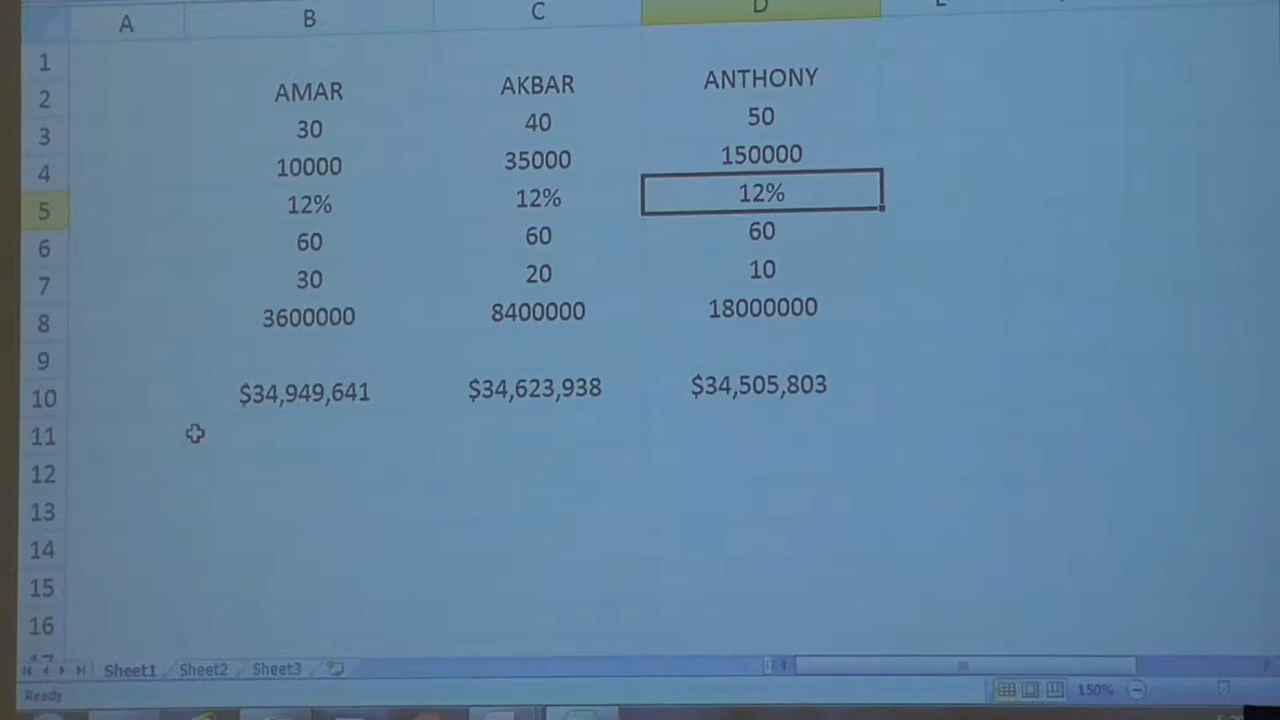 A B C D
1
2 AMAR AKBAR ANTHONY
3 30 40 50
4 10000 35000 150000
5 12% 12% 12%
6 60 60 60
7 30 20 10
8 3600000 8400000 18000000
9
10 $34,949,641 $34,623,938 $34,505,803
11
12
13
14
15
16
Sheet1 Sheet2 Sheet3
Ready 150%